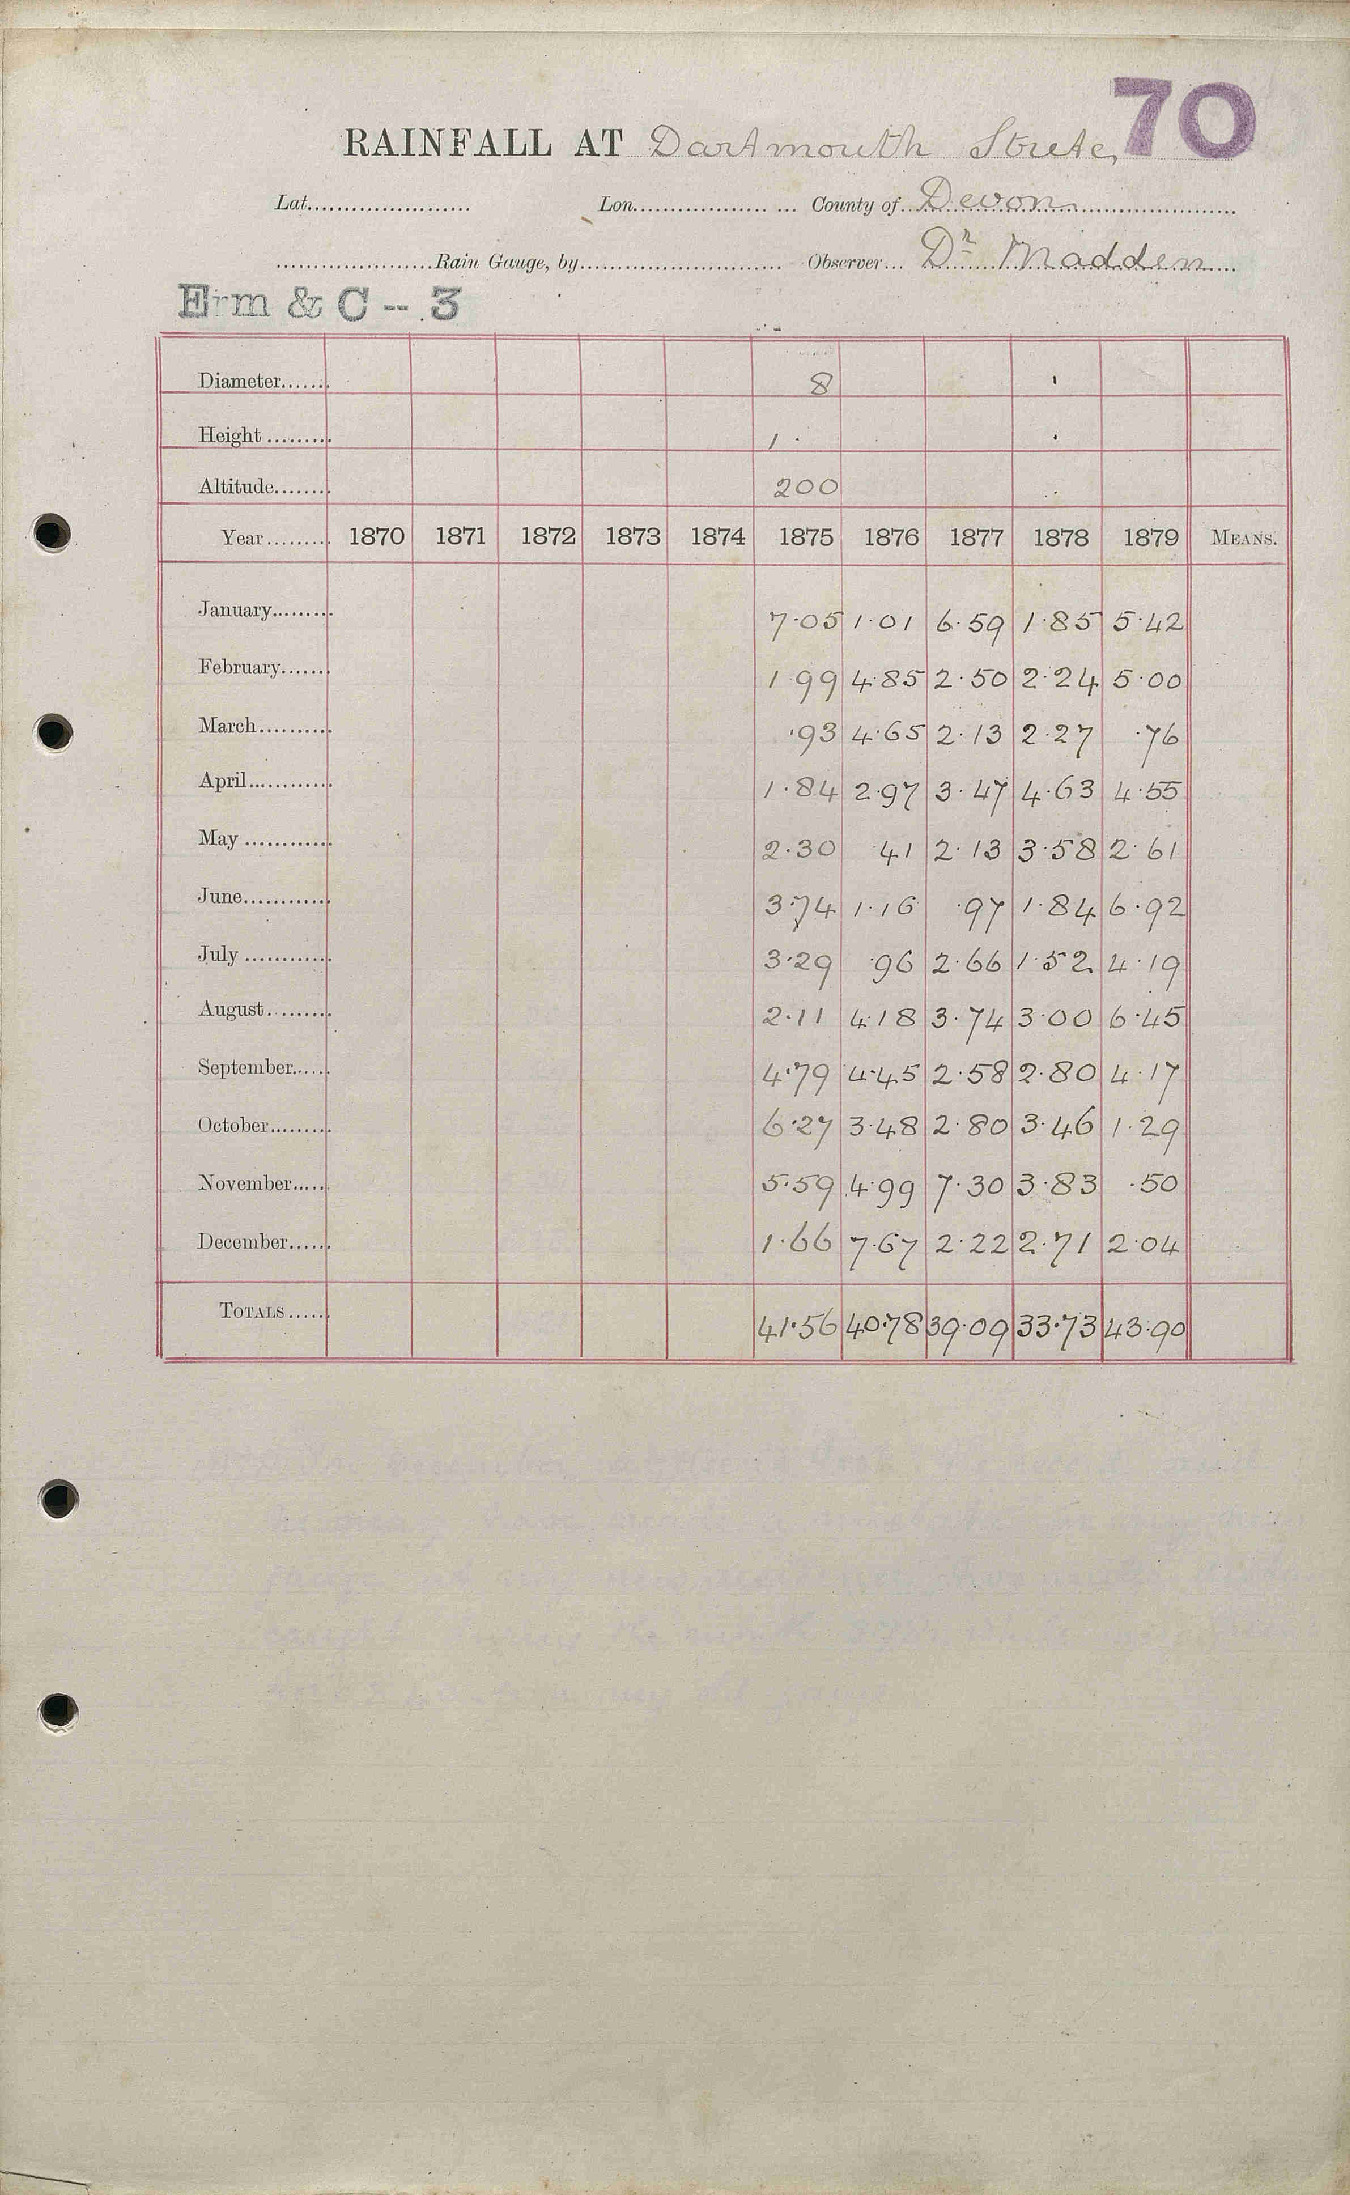 70
RAINFALL AT Dartmouth Strete
Lat...................... Lon.................. ... County of Devon
.....................Rain Gauge, by........................... Observer... Dr Madden
Erm & C -- 3
Diameter....... 8
Height ......... 1 ·
Altitude........ 200
Year......... 1870 1871 1872 1873 1874 1875 1876 1877 1878 1879 MEANS.
January......... 7·05 1·01 6·59 1·85 5·42
February....... 1·99 4·85 2·50 2·24 5·00
March.......... ·93 4·65 2·13 2·27 ·76
April............ 1·84 2·97 3·47 4·63 4·55
May ............ 2·30 41 2·13 3·58 2·61
June............ 3·74 1·16 ·97 1·84 6·92
July ............ 3·29 ·96 2·66 1·52 4·19
August.......... 2·11 4·18 3·74 3·00 6·45
September...... 4·79 4·45 2·58 2·80 4·17
October......... 6·27 3·48 2·80 3·46 1·29
November...... 5·59 4·99 7·30 3·83 ·50
December...... 1·66 7·67 2·22 2·71 2·04
TOTALS...... 41·56 40·78 39·09 33·73 43·90